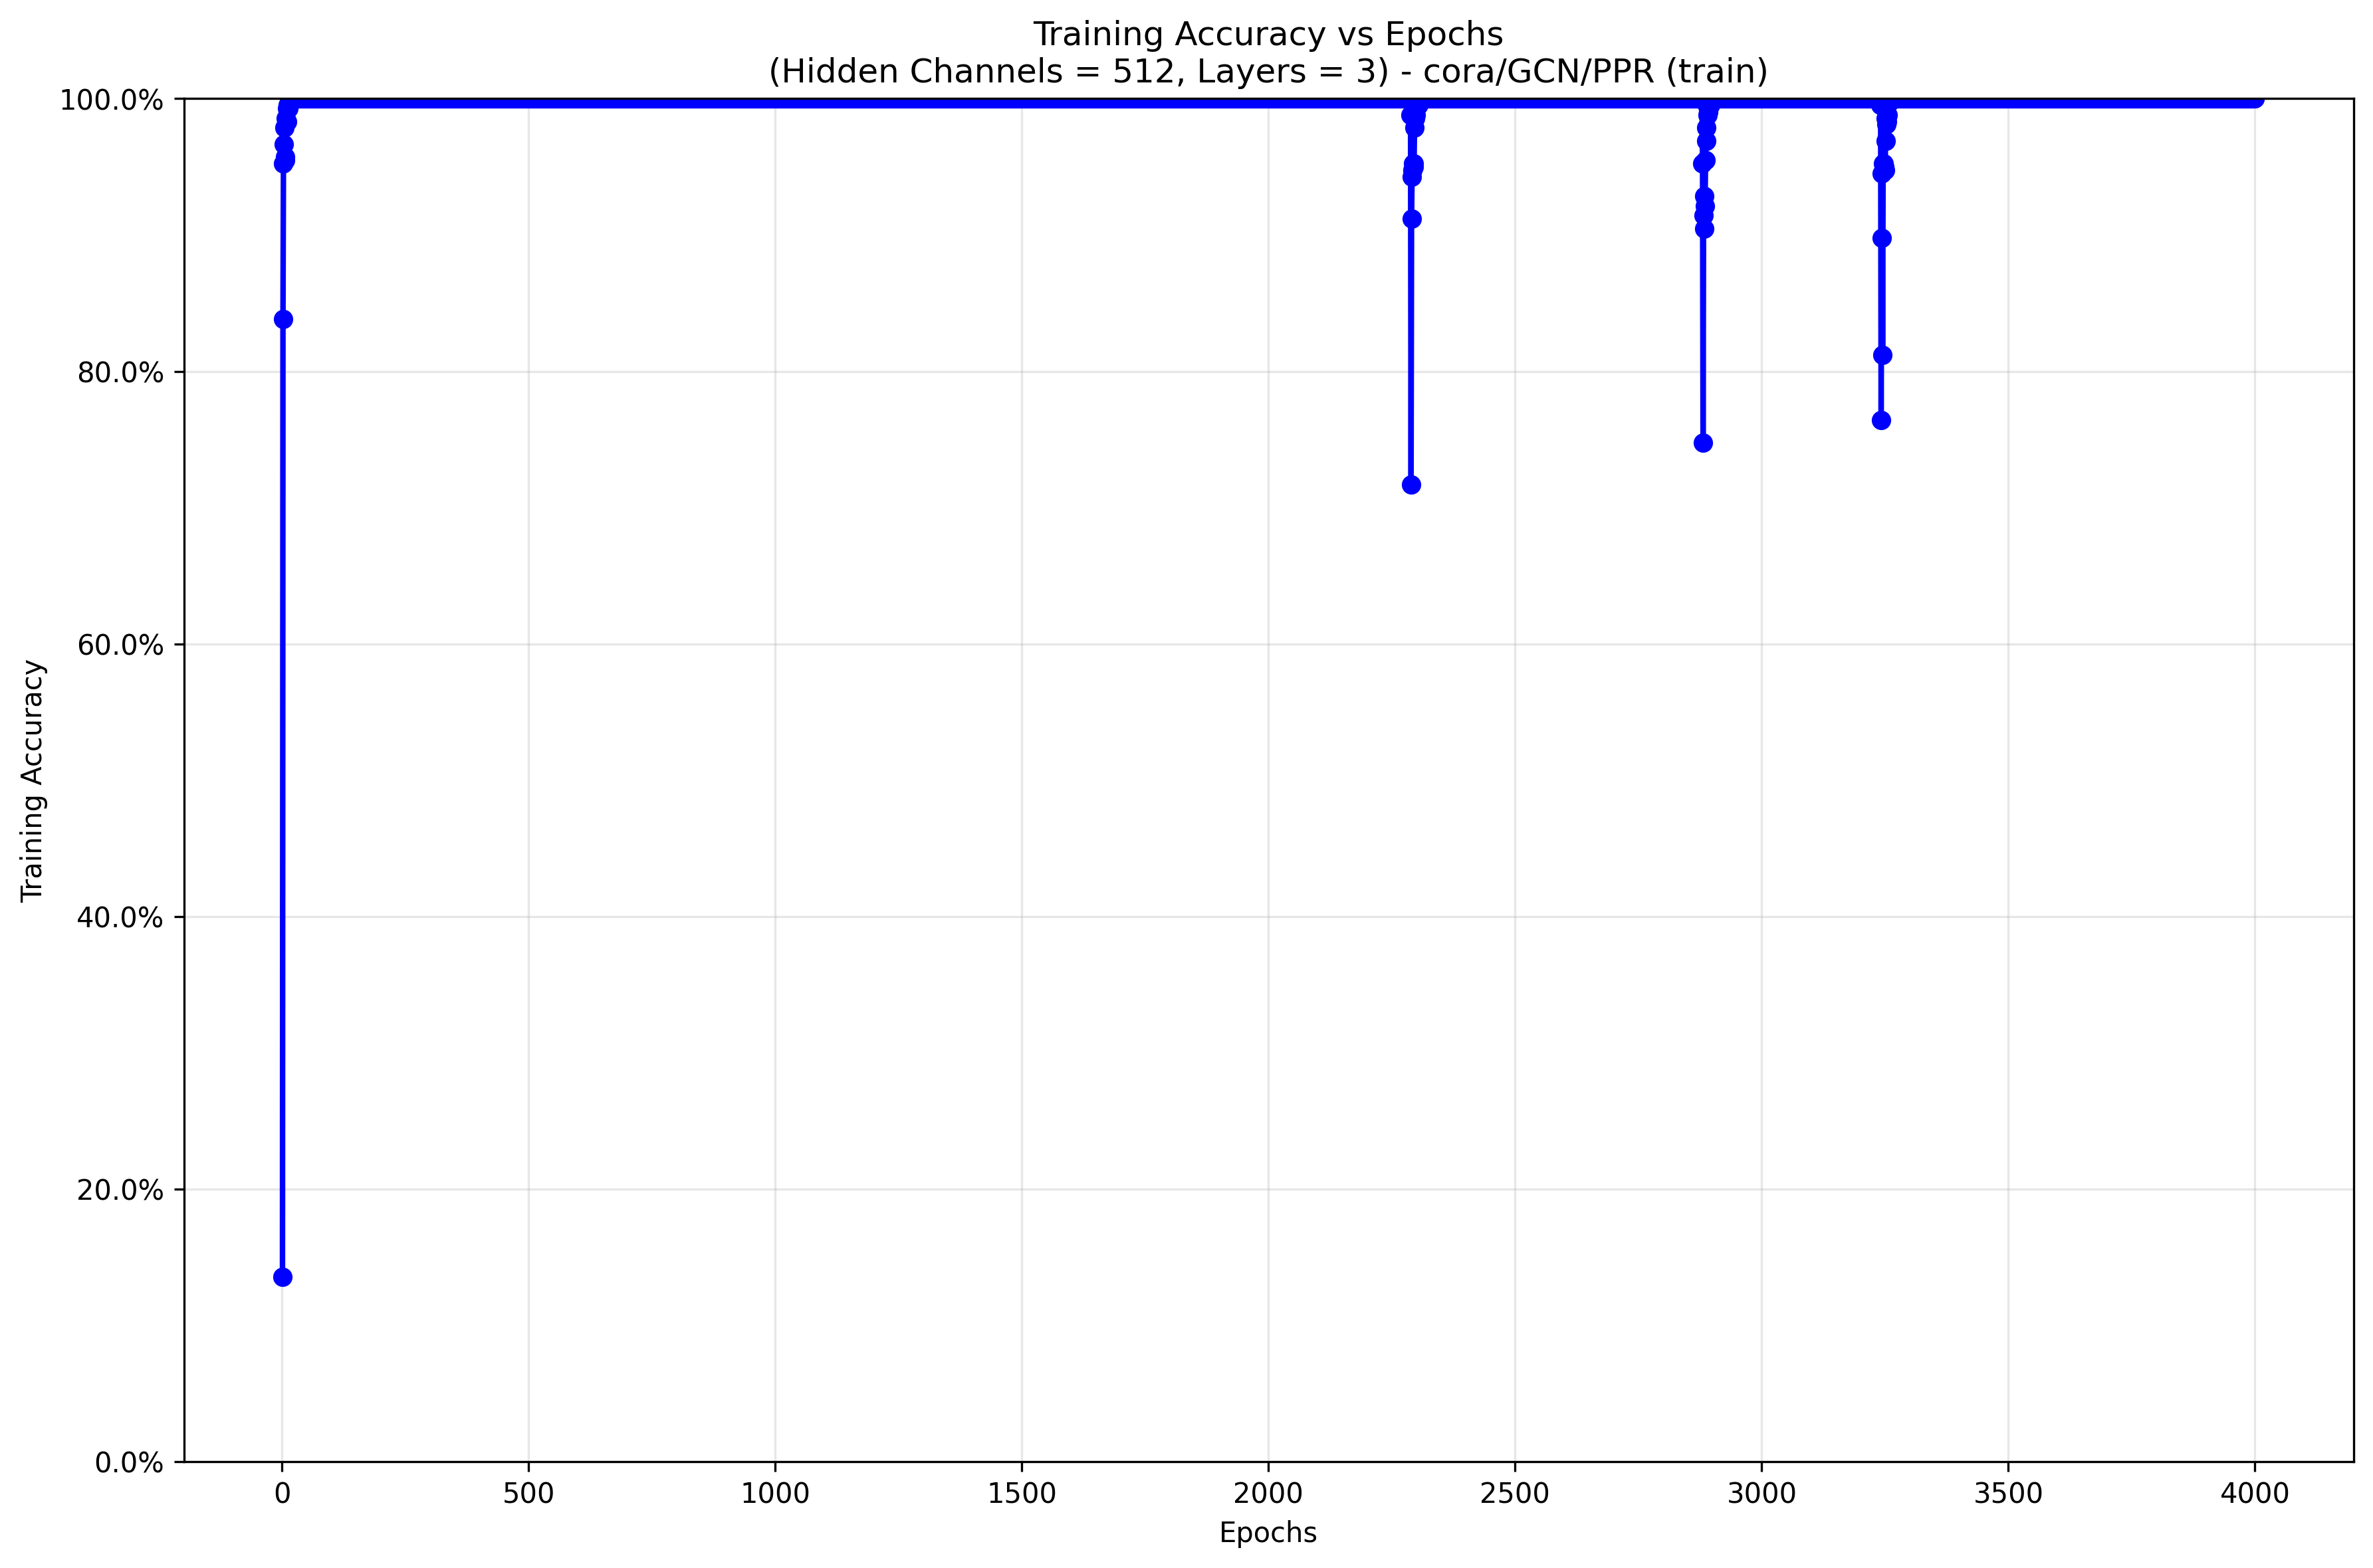 Training Accuracy vs Epochs
(Hidden Channels = 512, Layers = 3) - cora/GCN/PPR (train)
100.0%
80.0%
60.0%
40.0%
20.0%
0.0%
Training Accuracy
0 500 1000 1500 2000 2500 3000 3500 4000
Epochs